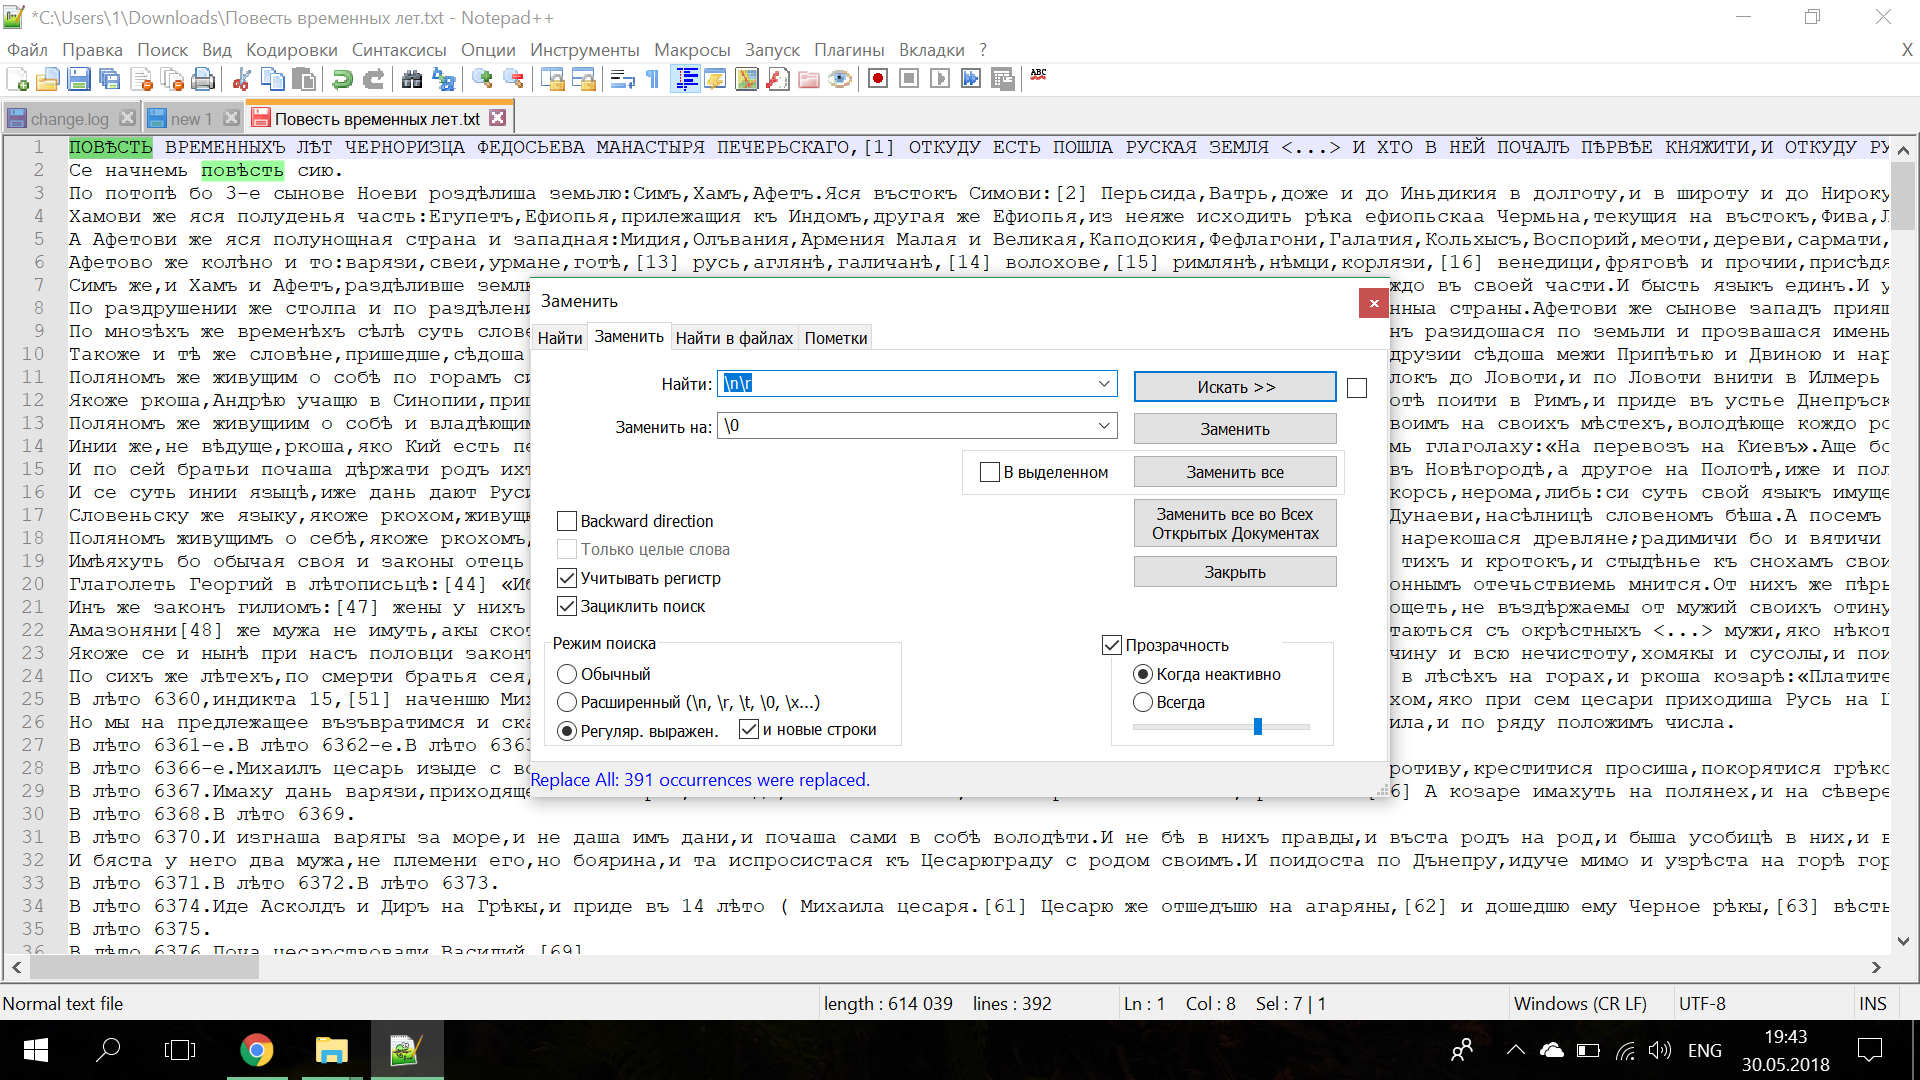 *C:\Users\1\Downloads\Повесть временных лет.txt - Notepad++
Файл Правка Поиск Вид Кодировки Синтаксисы Опции Инструменты Макросы Запуск Плагины Вкладки ? X
ABC
change.log new 1 Повесть временных лет.txt
1 ПОВѢСТЬ ВРЕМЕННЫХЪ ЛѢТ ЧЕРНОРИЗЦА ФЕДОСЬЕВА МАНАСТЫРЯ ПЕЧЕРЬСКАГО,[1] ОТКУДУ ЕСТЬ ПОШЛА РУСКАЯ ЗЕМЛЯ <...> И ХТО В НЕЙ ПОЧАЛЪ ПѢРВѢЕ КНЯЖИТИ,И ОТКУДУ РУ
2 Се начнемь повѣсть сию.
3 По потопѣ бо 3-е сынове Ноеви роздѣлиша земьлю:Симъ,Хамъ,Афетъ.Яся въстокъ Симови:[2] Перьсида,Ватрь,доже и до Иньдикия в долготу,и в широту и до Нироку
4 Хамови же яся полуденья часть:Егупетъ,Ефиопья,прилежащия къ Индомъ,другая же Ефиопья,из неяже исходить рѣка ефиопьскаа Чермьна,текущия на въстокъ,Фива,Л
5 А Афетови же яся полунощная страна и западная:Мидия,Олъвания,Армения Малая и Великая,Каподокия,Фефлагони,Галатия,Кольхысъ,Воспорий,меоти,дереви,сармати,
6 Афетово же колѣно и то:варязи,свеи,урмане,готѣ,[13] русь,аглянѣ,галичанѣ,[14] волохове,[15] римлянѣ,нѣмци,корлязи,[16] венедици,фряговѣ и прочии,присѣдя
7 Симъ же,и Хамъ и Афетъ,раздѣливше землю ждо въ своей части.И бысть языкъ единъ.И у
8 По раздрушении же столпа и по раздѣлени нныа страны.Афетови же сынове западъ прияш
9 По мнозѣхъ же временѣхъ сѣлѣ суть слове нъ разидошася по земьли и прозвашася имены
10 Такоже и тѣ же словѣне,пришедше,сѣдоша друзии сѣдоша межи Припѣтью и Двиною и нар
11 Поляномъ же живущим о собѣ по горамъ си локъ до Ловоти,и по Ловоти внити в Илмерь
12 Якоже ркоша,Андрѣю учащю в Синопии,приш отѣ поити в Римъ,и приде въ устье Днепрьск
13 Поляномъ же живущиим о собѣ и владѣющим воимъ на своихъ мѣстехъ,володѣюще кождо ро
14 Инии же,не вѣдуще,ркоша,яко Кий есть пе мь глаголаху:«На перевозъ на Киевъ».Аще бо
15 И по сей братьи почаша дѣржати родъ ихъ въ Новѣгородѣ,а другое на Полотѣ,иже и пол
16 И се суть инии языцѣ,иже дань дают Руси корсь,нерома,либь:си суть свой языкъ имуще
17 Словеньску же языку,якоже ркохом,живущю Дунаеви,насѣлницѣ словеном бѣша.А посемъ
18 Поляномъ живущимъ о себѣ,якоже ркохомъ, нарекошася древляне;радимичи бо и вятичи
19 Имѣяхуть бо обычая своя и законы отець тихъ и кротокъ,и стыдѣнье къ снохамъ свои
20 Глаголеть Георгий в лѣтописьцѣ:[44] «Иб оннымъ отечьствиемь мнится.От нихъ же пѣрь
21 Инъ же законъ гилиомъ:[47] жены у нихъ ощеть,не въздѣржаемы от мужий своихъ отину
22 Амазоняни[48] же мужа не имуть,акы скот таються съ окрѣстныхъ <...> мужи,яко нѣкот
23 Якоже се и нынѣ при насъ половци законъ чину и всю нечистоту,хомякы и сусолы,и пои
24 По сихъ же лѣтехъ,по смерти братья сея, в лѣсѣхъ на горах,и ркоша козарѣ:«Платите
25 В лѣто 6360,индикта 15,[51] наченшю Мих хом,яко при сем цесари приходиша Русь на Ц
26 Но мы на предлежащее възъвратимся и ска ила,и по ряду положимъ числа.
27 В лѣто 6361-е.В лѣто 6362-е.В лѣто 6363
28 В лѣто 6366-е.Михаилъ цесарь изыде с во ротиву,креститися просиша,покорятися грѣко
29 В лѣто 6367.Имаху дань варязи,приходяще 6] А козаре имахуть на полянех,и на сѣвере
30 В лѣто 6368.В лѣто 6369.
31 В лѣто 6370.И изгнаша варягы за море,и не даша имъ дани,и почаша сами в собѣ володѣти.И не бѣ в нихъ правды,и въста родъ на род,и быша усобицѣ в них,и в
32 И бяста у него два мужа,не племени его,но боярина,и та испросистася къ Цесарюграду с родом своимъ.И поидоста по Дънепру,идуче мимо и узрѣста на горѣ гор
33 В лѣто 6371.В лѣто 6372.В лѣто 6373.
34 В лѣто 6374.Иде Асколдъ и Диръ на Грѣкы,и приде въ 14 лѣто ( Михаила цесаря.[61] Цесарю же отшедъшю на агаряны,[62] и дошедшю ему Черное рѣкы,[63] вѣсть
35 В лѣто 6375.
36 В лѣто 6376.Поча цесарствовати Василий.[69]
Заменить
Найти Заменить Найти в файлах Пометки
Найти: \n\r Искать >>
Заменить на: \0 Заменить
В выделенном Заменить все
Заменить все во Всех
Открытых Документах
Закрыть
Backward direction
Только целые слова
Учитывать регистр
Зациклить поиск
Режим поиска
Обычный
Расширенный (\n, \r, \t, \0, \x...)
Регуляр. выражен. и новые строки
Прозрачность
Когда неактивно
Всегда
Replace All: 391 occurrences were replaced.
Normal text file length : 614 039 lines : 392 Ln : 1 Col : 8 Sel : 7 | 1 Windows (CR LF) UTF-8 INS
ENG
19:43
30.05.2018